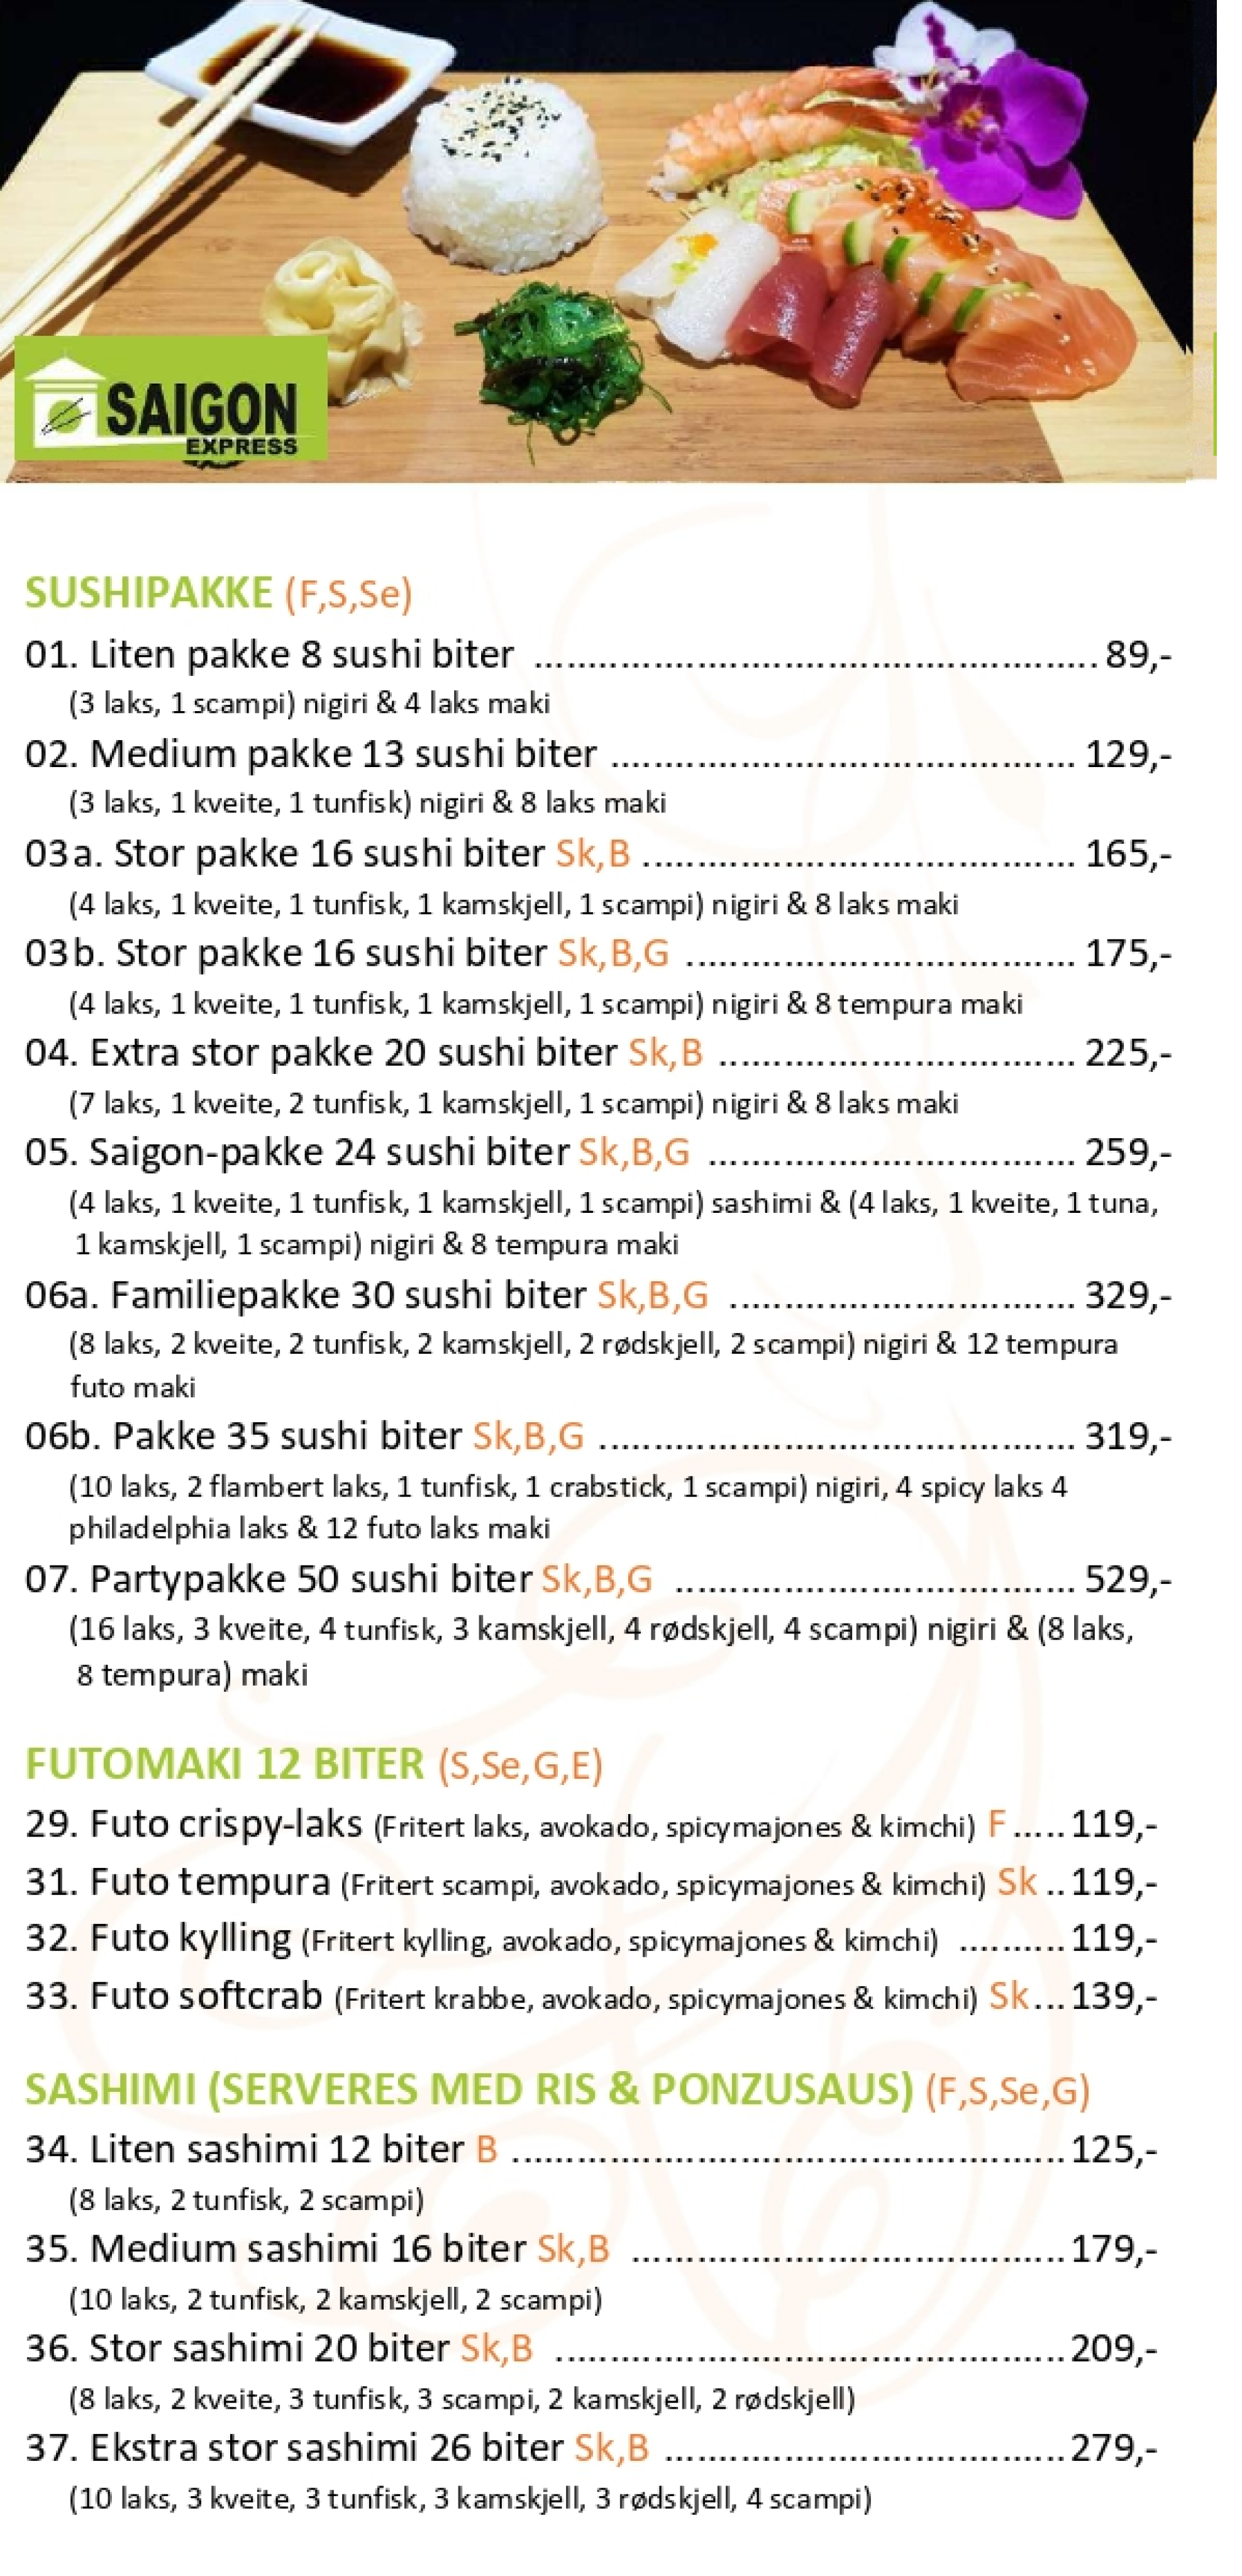 SAIGON
EXPRESS
SUSHIPAKKE (F,S,Se)
01. Liten pakke 8 sushi biter .................................................... 89,-
(3 laks, 1 scampi) nigiri & 4 laks maki
02. Medium pakke 13 sushi biter .......................................... 129,-
(3 laks, 1 kveite, 1 tunfisk) nigiri & 8 laks maki
03a. Stor pakke 16 sushi biter Sk,B ....................................... 165,-
(4 laks, 1 kveite, 1 tunfisk, 1 kamskjell, 1 scampi) nigiri & 8 laks maki
03b. Stor pakke 16 sushi biter Sk,B,G ................................... 175,-
(4 laks, 1 kveite, 1 tunfisk, 1 kamskjell, 1 scampi) nigiri & 8 tempura maki
04. Extra stor pakke 20 sushi biter Sk,B ................................ 225,-
(7 laks, 1 kveite, 2 tunfisk, 1 kamskjell, 1 scampi) nigiri & 8 laks maki
05. Saigon-pakke 24 sushi biter Sk,B,G ................................. 259,-
(4 laks, 1 kveite, 1 tunfisk, 1 kamskjell, 1 scampi) sashimi & (4 laks, 1 kveite, 1 tuna,
1 kamskjell, 1 scampi) nigiri & 8 tempura maki
06a. Familiepakke 30 sushi biter Sk,B,G ............................... 329,-
(8 laks, 2 kveite, 2 tunfisk, 2 kamskjell, 2 rødskjell, 2 scampi) nigiri & 12 tempura
futo maki
06b. Pakke 35 sushi biter Sk,B,G ........................................... 319,-
(10 laks, 2 flambert laks, 1 tunfisk, 1 crabstick, 1 scampi) nigiri, 4 spicy laks 4
philadelphia laks & 12 futo laks maki
07. Partypakke 50 sushi biter Sk,B,G .................................... 529,-
(16 laks, 3 kveite, 4 tunfisk, 3 kamskjell, 4 rødskjell, 4 scampi) nigiri & (8 laks,
8 tempura) maki
FUTOMAKI 12 BITER (S,Se,G,E)
29. Futo crispy-laks (Fritert laks, avokado, spicymajones & kimchi) F ..... 119,-
31. Futo tempura (Fritert scampi, avokado, spicymajones & kimchi) Sk .. 119,-
32. Futo kylling (Fritert kylling, avokado, spicymajones & kimchi) .......... 119,-
33. Futo softcrab (Fritert krabbe, avokado, spicymajones & kimchi) Sk... 139,-
SASHIMI (SERVERES MED RIS & PONZUSAUS) (F,S,Se,G)
34. Liten sashimi 12 biter B .................................................. 125,-
(8 laks, 2 tunfisk, 2 scampi)
35. Medium sashimi 16 biter Sk,B ....................................... 179,-
(10 laks, 2 tunfisk, 2 kamskjell, 2 scampi)
36. Stor sashimi 20 biter Sk,B .............................................. 209,-
(8 laks, 2 kveite, 3 tunfisk, 3 scampi, 2 kamskjell, 2 rødskjell)
37. Ekstra stor sashimi 26 biter Sk,B .................................... 279,-
(10 laks, 3 kveite, 3 tunfisk, 3 kamskjell, 3 rødskjell, 4 scampi)